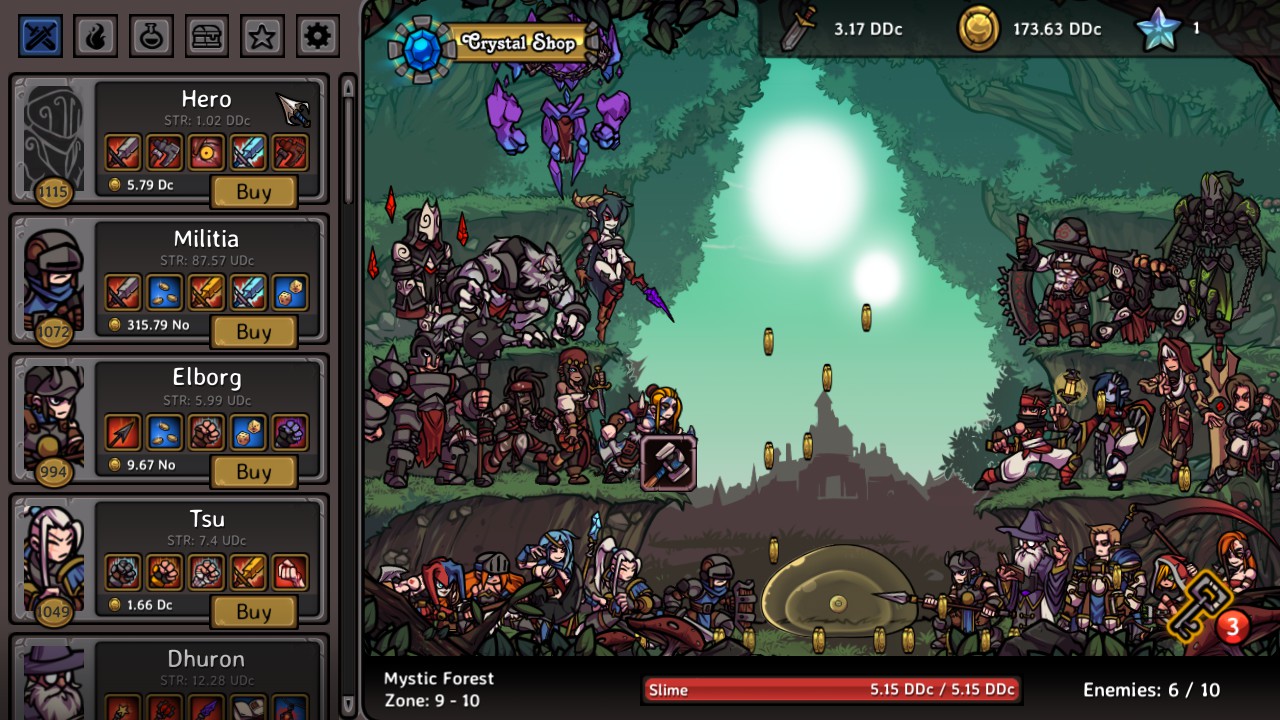 Crystal Shop
3.17 DDc
173.63 DDc
1
Hero
STR: 1.02 DDc
1115
5.79 Dc
Buy
Militia
STR: 87.57 UDc
1072
315.79 No
Buy
Elborg
STR: 5.99 UDc
994
9.67 No
Buy
Tsu
STR: 7.4 UDc
1049
1.66 Dc
Buy
Dhuron
STR: 12.28 UDc
3
Mystic Forest
Zone: 9 - 10
Slime
5.15 DDc / 5.15 DDc
Enemies: 6 / 10